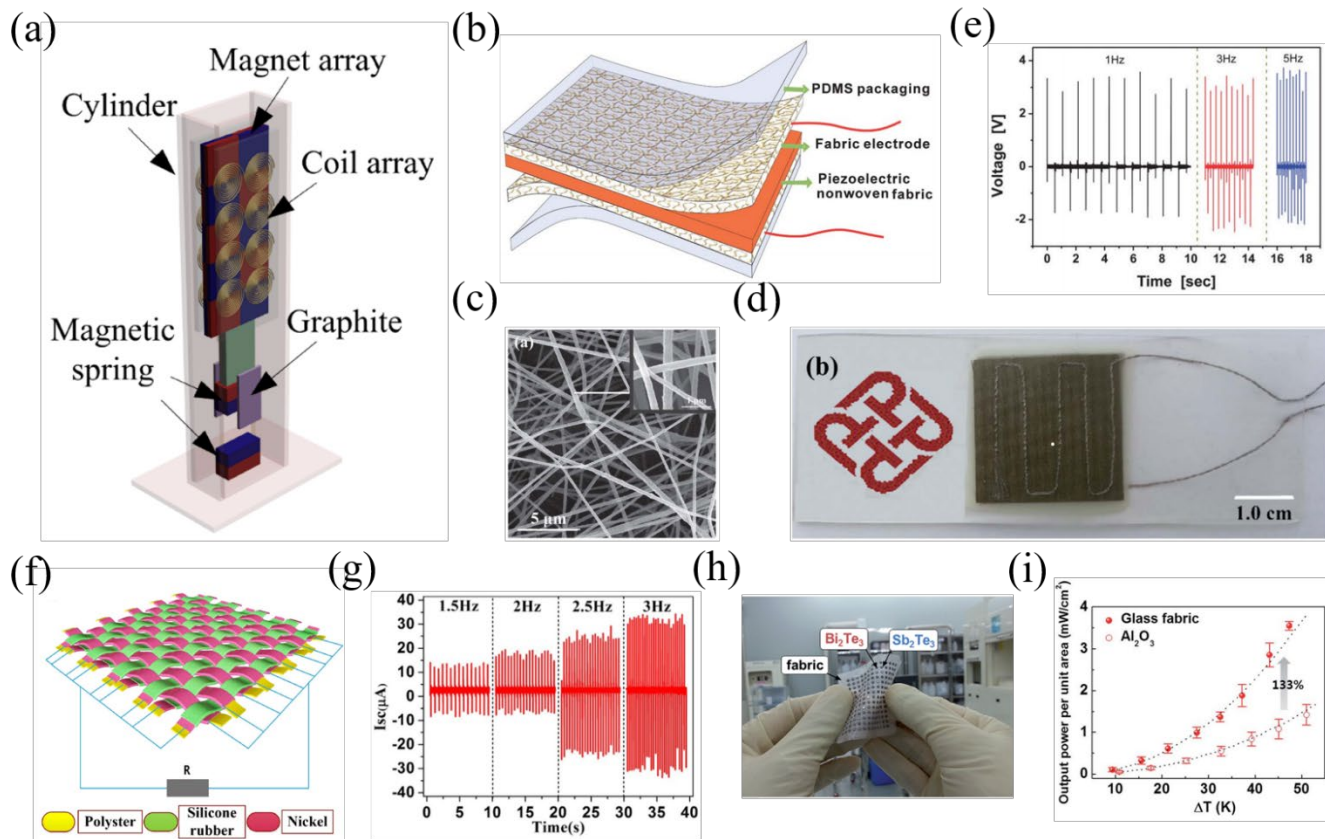 (a)
Magnet array
Cylinder
Coil array
Magnetic
spring
Graphite
(b)
PDMS packaging
Fabric electrode
Piezoelectric
nonwoven fabric
(e)
4
2
0
-2
Voltage [V]
1Hz
3Hz
5Hz
0 2 4 6 8 10 12 14 16 18
Time [sec]
(c)
(a)
1 μm
5 μm
(d)
(b)
1.0 cm
(f)
R
Polyster
Silicone
rubber
Nickel
(g)
40
30
20
10
0
-10
-20
-30
-40
Isc(μA)
1.5Hz
2Hz
2.5Hz
3Hz
0 5 10 15 20 25 30 35 40
Time(s)
(h)
Bi2Te3
Sb2Te3
fabric
(i)
Output power per unit area (mW/cm2)
4
3
2
1
0
Glass fabric
Al2O3
133%
10 20 30 40 50
ΔT (K)